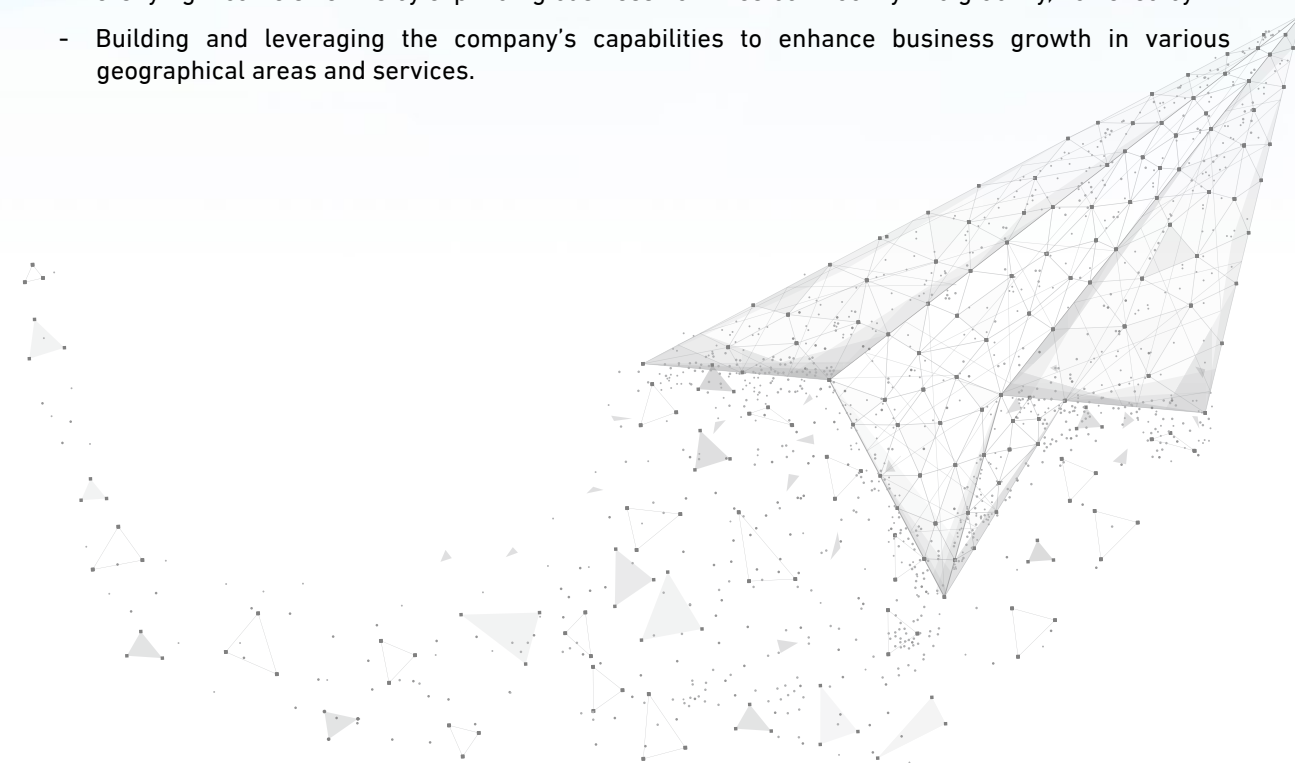 - Building and leveraging the company's capabilities to enhance business growth in various
geographical areas and services.